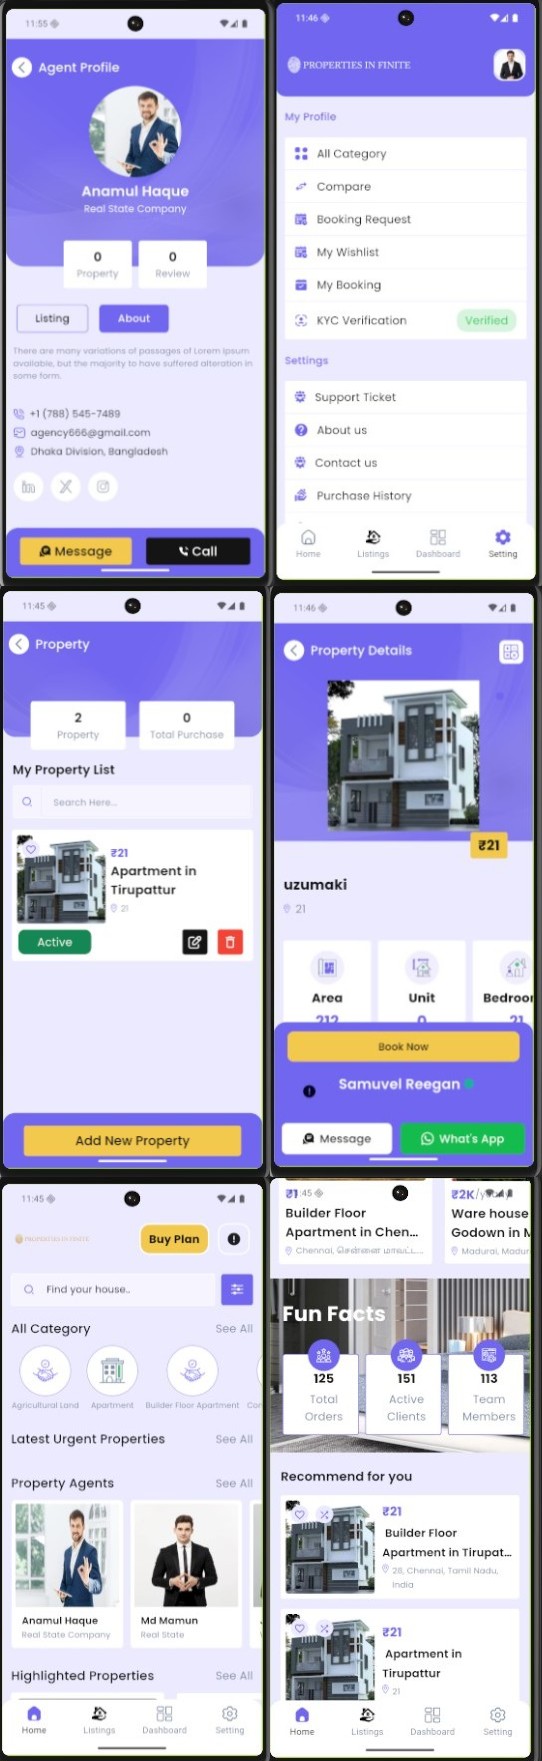 11:55
Agent Profile
Anamul Haque
Real State Company
0
Property
0
Review
Listing
About
There are many variations of passages of Lorem Ipsum
available, but the majority to have suffered alteration in
some form.
+1 (788) 545-7489
agency666@gmail.com
Dhaka Division, Bangladesh
Message
Call
11:46
PROPERTIES IN FINITE
My Profile
All Category
Compare
Booking Request
My Wishlist
My Booking
KYC Verification
Verified
Settings
Support Ticket
About us
Contact us
Purchase History
Home
Listings
Dashboard
Setting
11:45
Property
2
Property
0
Total Purchase
My Property List
Search Here...
₹21
Apartment in
Tirupattur
21
Active
Add New Property
11:46
Property Details
₹21
uzumaki
21
Area
212
Unit
0
Bedroom
21
Book Now
Samuvel Reegan
Message
What's App
11:45
PROPERTIES IN FINITE
Buy Plan
Find your house..
All Category
See All
Agricultural Land
Apartment
Builder Floor Apartment
Latest Urgent Properties
See All
Property Agents
See All
Anamul Haque
Real State Company
Md Mamun
Real State
Highlighted Properties
See All
Home
Listings
Dashboard
Setting
₹1
:45
Builder Floor
Apartment in Chen...
Chennai, சென்னை மாவட்ட...
₹2K/y
Ware house
Godown in M
Madurai, Madur
Fun Facts
125
Total
Orders
151
Active
Clients
113
Team
Members
Recommend for you
₹21
Builder Floor
Apartment in Tirupat...
28, Chennai, Tamil Nadu,
India
₹21
Apartment in
Tirupattur
21
Home
Listings
Dashboard
Setting